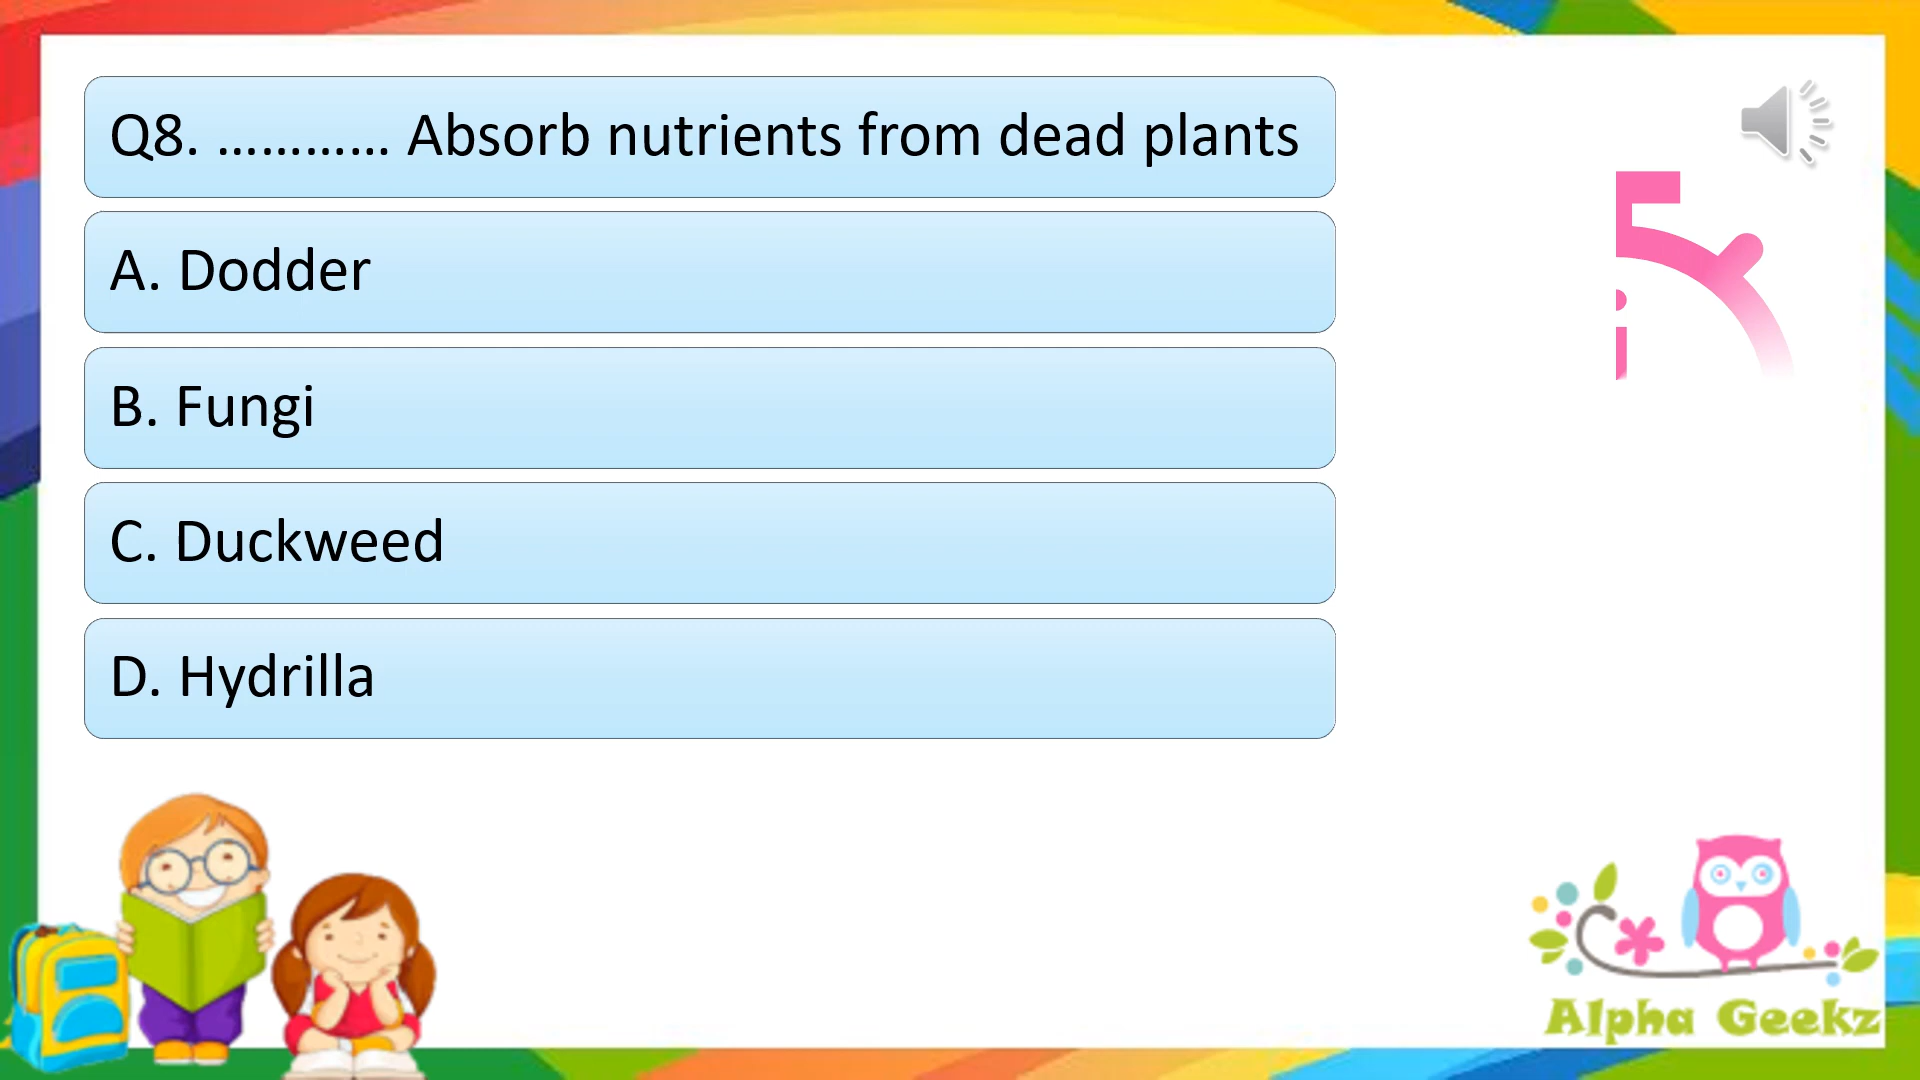 Q8. ………… Absorb nutrients from dead plants
A. Dodder
B. Fungi
C. Duckweed
D. Hydrilla
Alpha Geekz